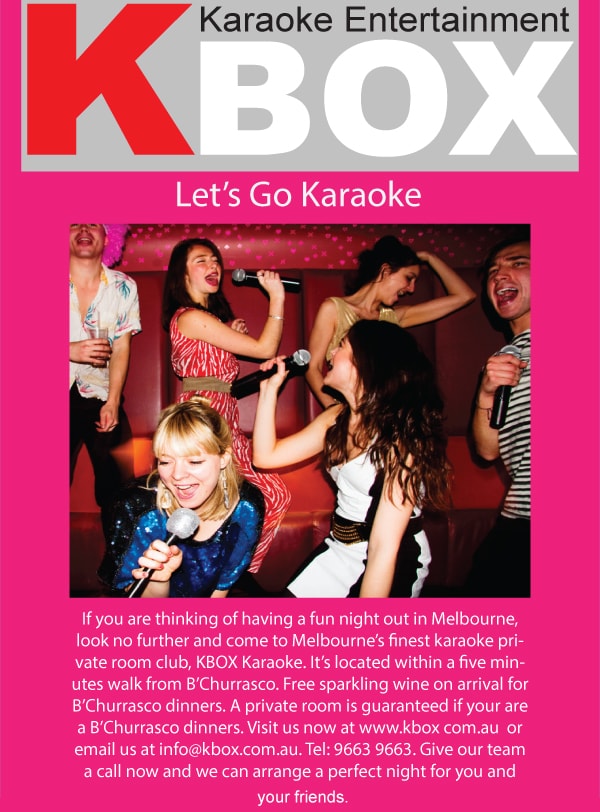 Karaoke Entertainment
KBOX
Let's Go Karaoke
If you are thinking of having a fun night out in Melbourne,
look no further and come to Melbourne's finest karaoke pri-
vate room club, KBOX Karaoke. It's located within a five min-
utes walk from B'Churrasco. Free sparkling wine on arrival for
B'Churrasco dinners. A private room is guaranteed if your are
a B'Churrasco dinners. Visit us now at www.kbox com.au or
email us at info@kbox.com.au. Tel: 9663 9663. Give our team
a call now and we can arrange a perfect night for you and
your friends.